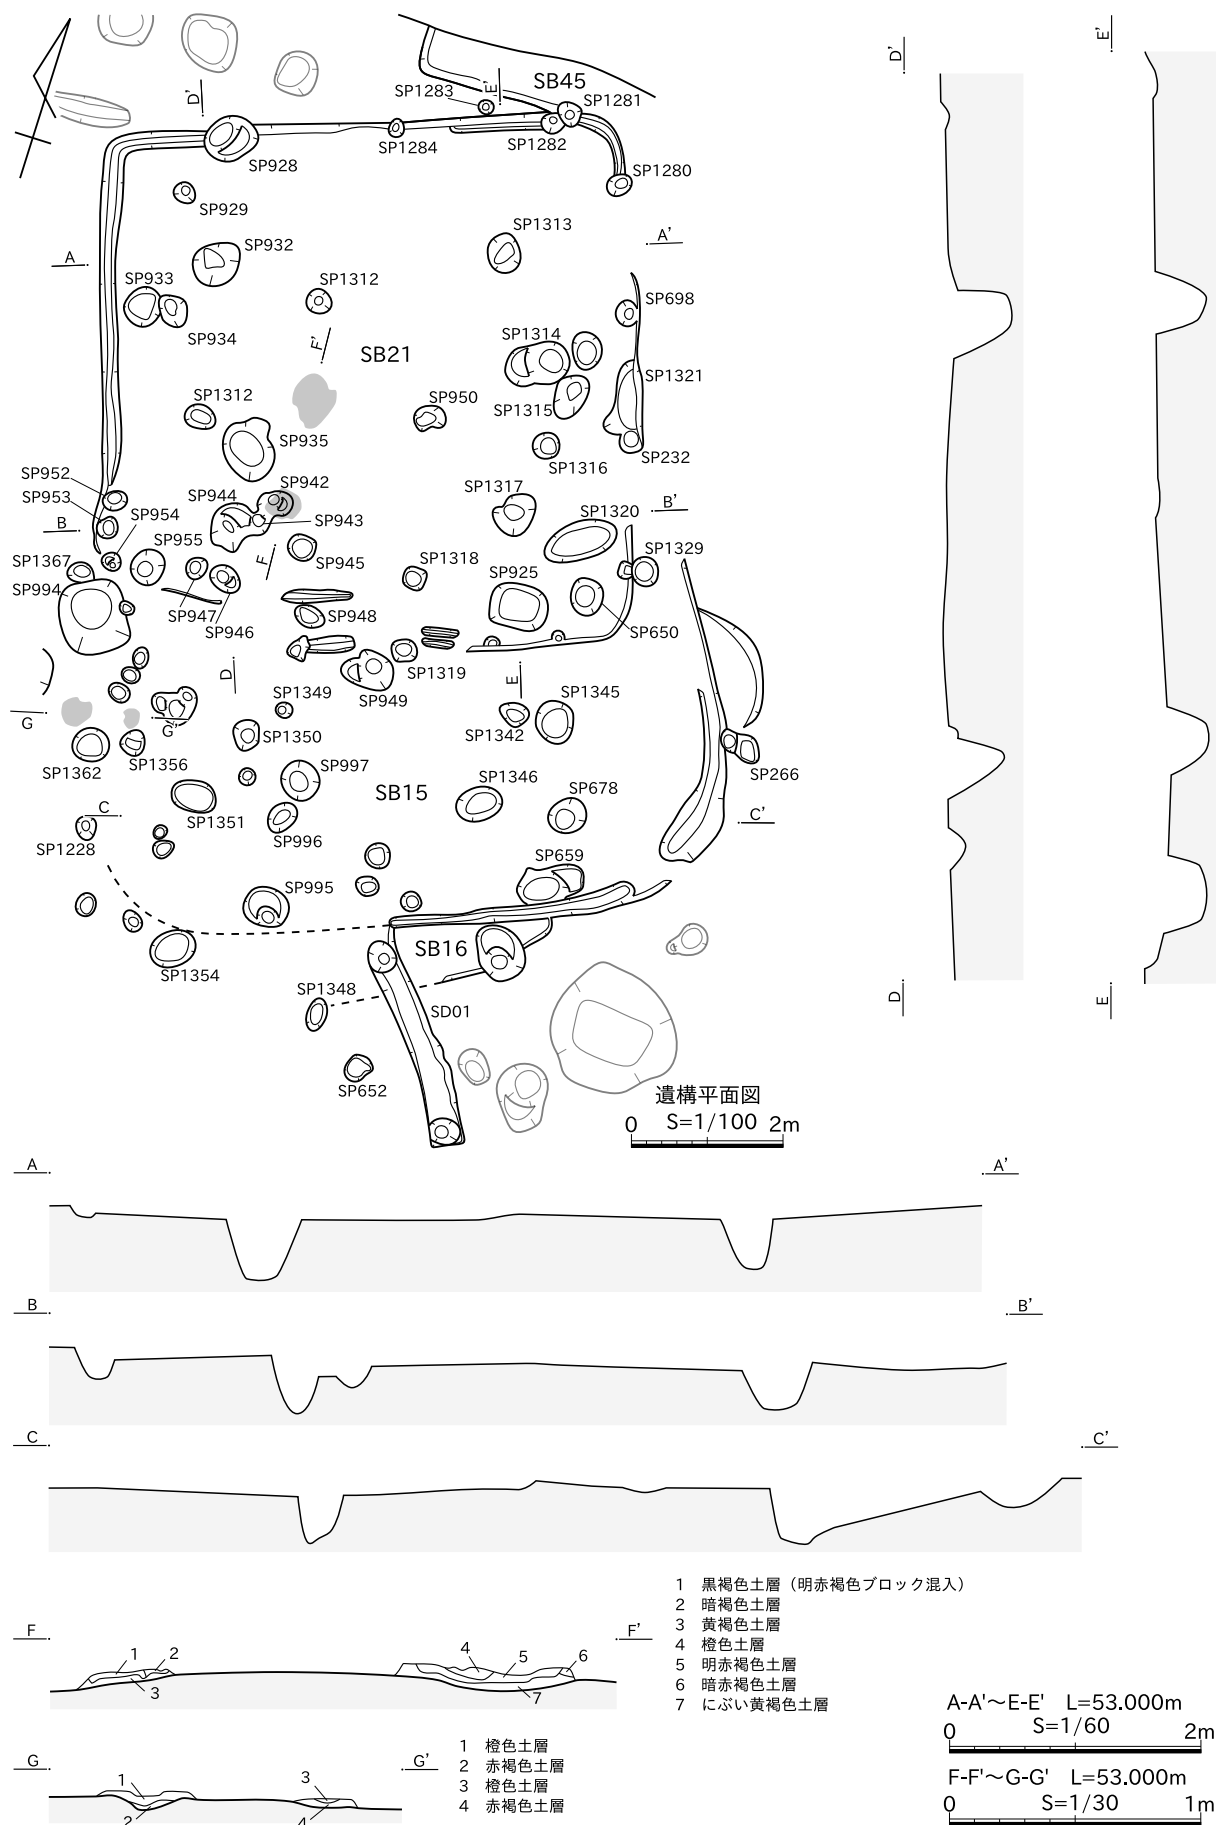 D'
E'
SB45
SP1283
E'
SP1281
D'
SP1284
SP1282
SP928
SP1280
SP929
SP1313
A'
SP932
A
SP933
SP1312
SP698
SP934
F'
SB21
SP1314
SP1321
SP1312
SP950
SP1315
SP935
SP1316
SP232
SP952
SP942
SP1317
SP953
SP944
SP954
B'
B
SP943
SP1320
SP955
SP1367
F
SP945
SP1318
SP1329
SP994
SP925
SP947
SP948
SP946
SP650
SP1319
D
E
SP1349
SP949
SP1345
G
G'
SP1350
SP1342
SP1362
SP1356
SP997
SP1346
SP266
SB15
SP678
C
SP1351
C'
SP1228
SP996
SP659
SP995
SB16
SP1354
SP1348
SD01
D
E
SP652
遺構平面図
0 S=1/100 2m
A
A'
B
B'
C
C'
F
F'
1
2
3
4
5
6
7
1 黒褐色土層（明赤褐色ブロック混入）
2 暗褐色土層
3 黄褐色土層
4 橙色土層
5 明赤褐色土層
6 暗赤褐色土層
7 にぶい黄褐色土層
G
G'
1
2
3
4
1 橙色土層
2 赤褐色土層
3 橙色土層
4 赤褐色土層
A-A'～E-E' L=53.000m
0 S=1/60 2m
F-F'～G-G' L=53.000m
0 S=1/30 1m